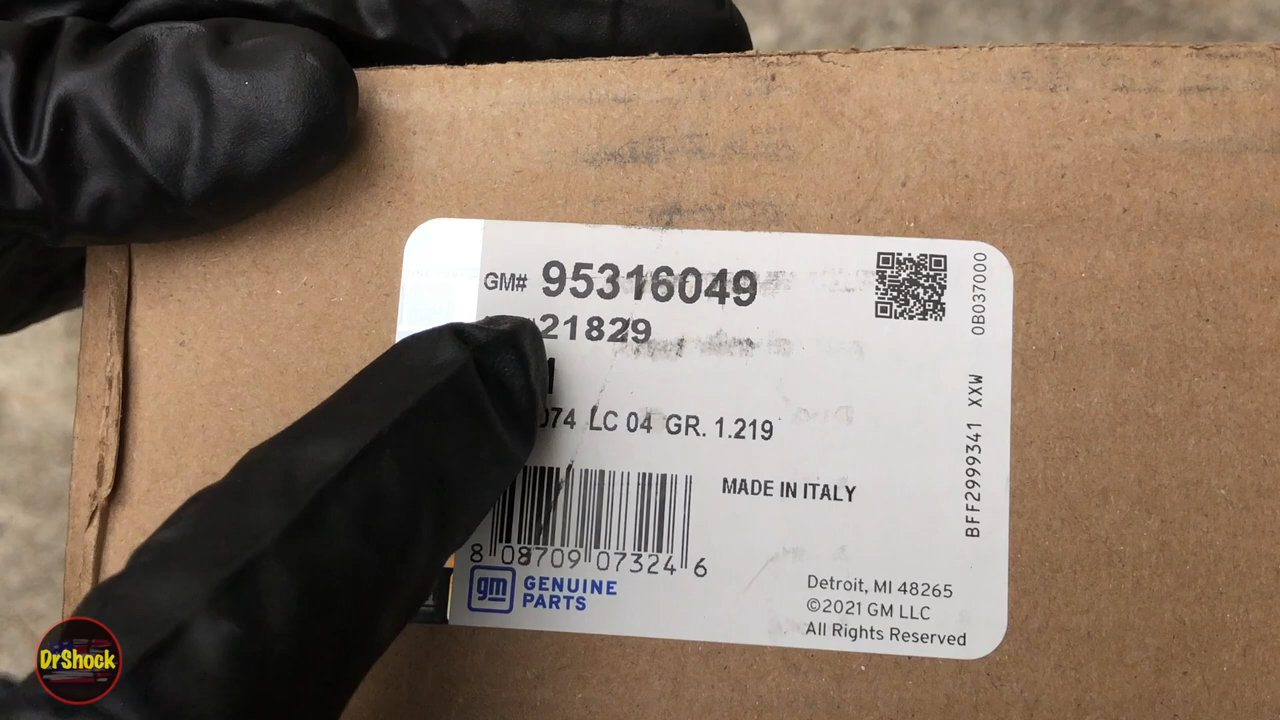 GM# 95316049
21829
074 LC 04 GR. 1.219
MADE IN ITALY
8 08709 07324 6
gm GENUINE
PARTS
Detroit, MI 48265
©2021 GM LLC
All Rights Reserved
0B037000
BFF2999341 XXW
DrShock